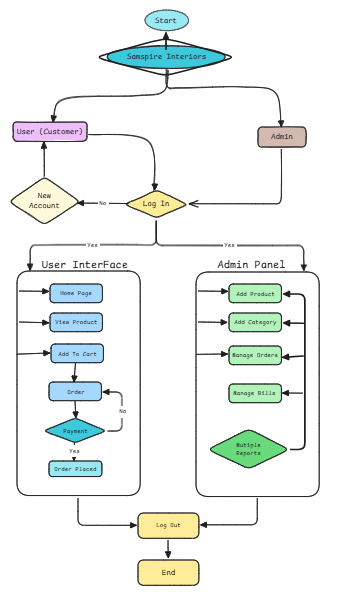 Start
Samspire Interiors
User (Customer)
Admin
New
Account
No
Log In
Yes
Yes
User InterFace
Admin Panel
Home Page
Add Product
View Product
Add Category
Add To Cart
Manage Orders
Order
Manage Bills
No
Payment
Mutiple
Reports
Yes
Order Placed
Log Out
End